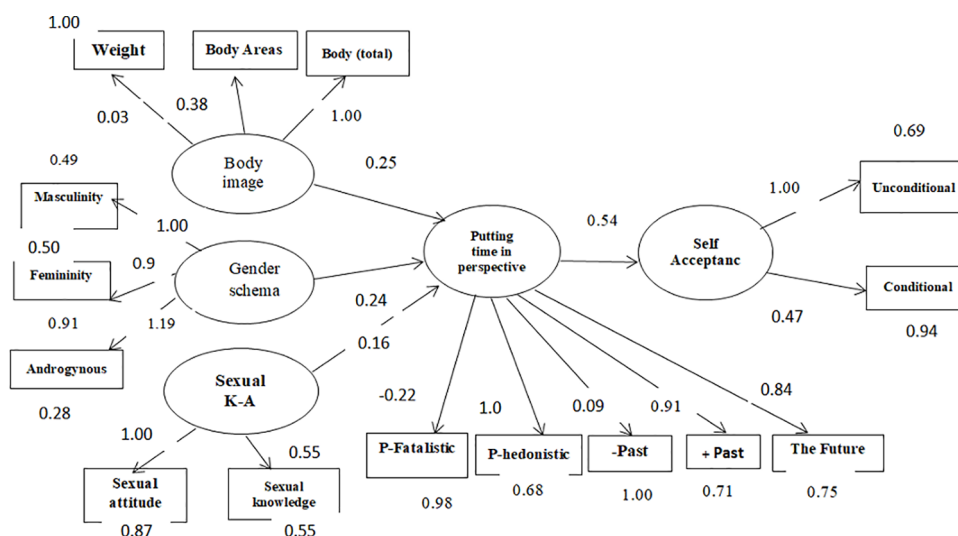 1.00
Weight
Body Areas
Body (total)
0.03
0.38
1.00
Body
image
0.25
0.49
Masculinity
1.00
0.50
Femininity
0.9
Gender
schema
0.24
0.91
1.19
Androgynous
0.28
Sexual
K-A
0.16
1.00
0.55
Sexual
attitude
0.87
Sexual
knowledge
0.55
Putting
time in
perspective
0.54
Self
Acceptanc
0.69
1.00
Unconditional
Conditional
0.47
0.94
-0.22
1.0
0.09
0.91
0.84
P-Fatalistic
P-hedonistic
-Past
+ Past
The Future
0.98
0.68
1.00
0.71
0.75